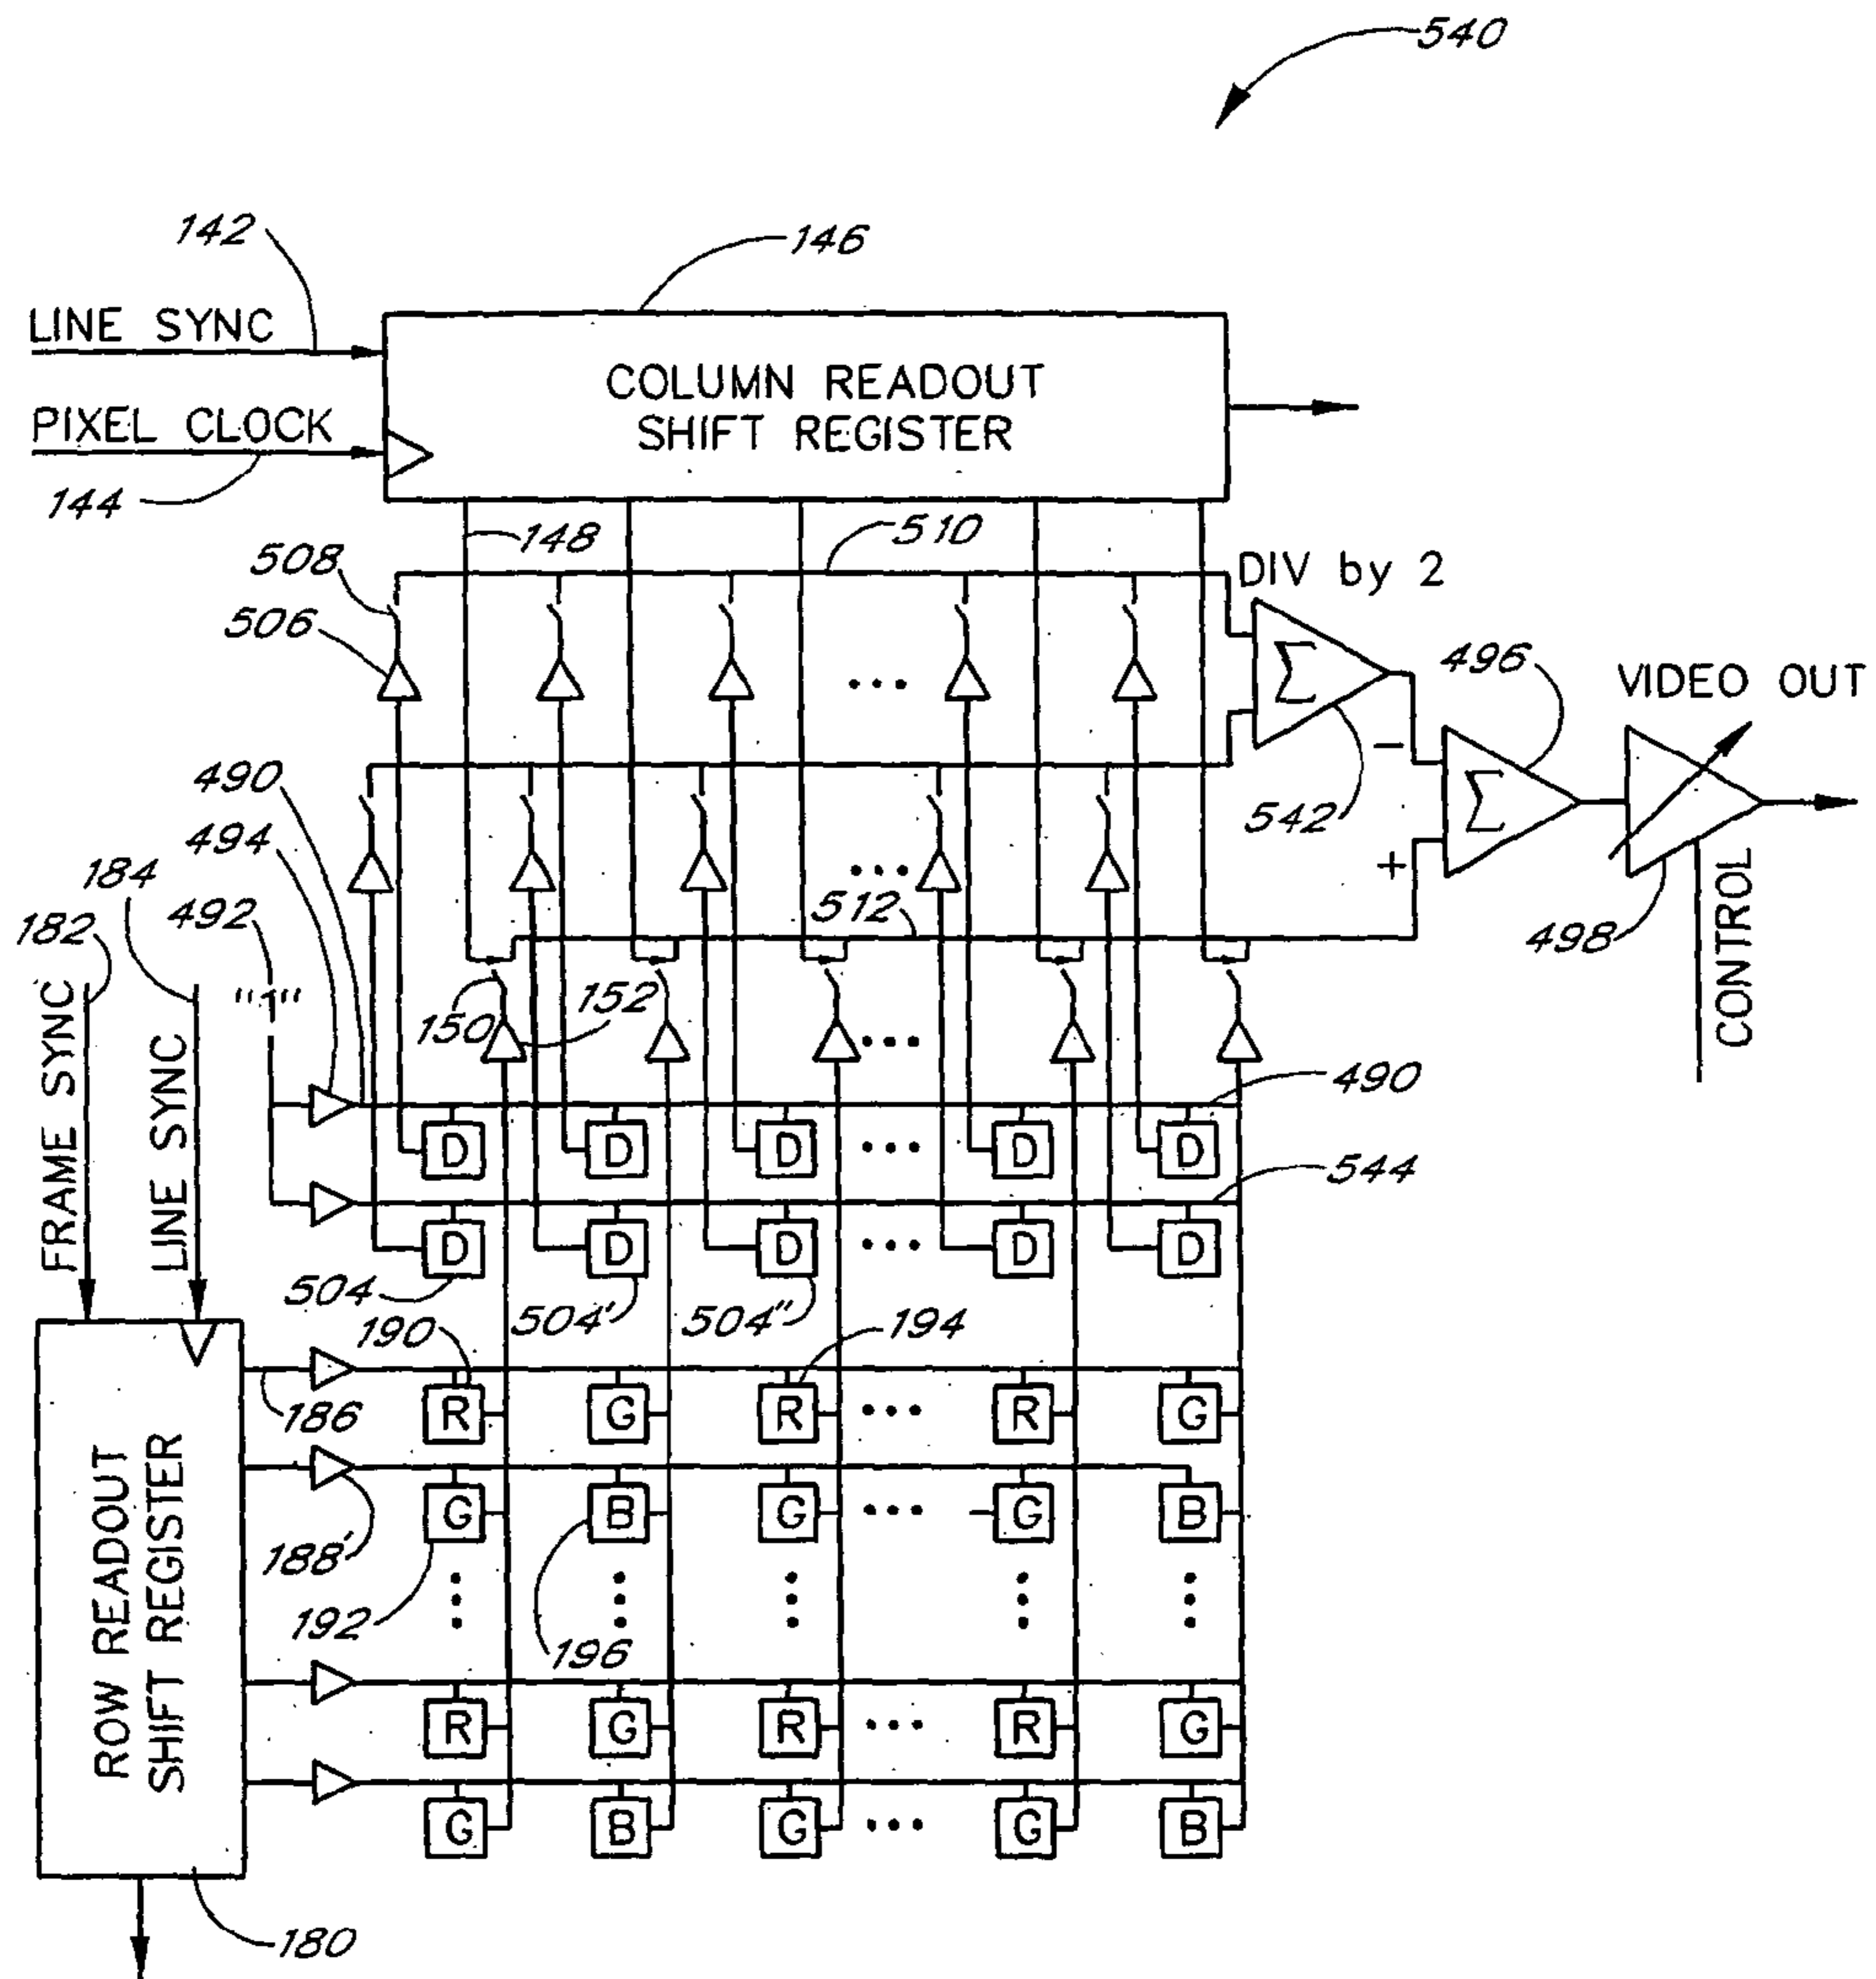 540
142
146
LINE SYNC
COLUMN READOUT
SHIFT REGISTER
PIXEL CLOCK
144
148
510
508
DIV by 2
506
Σ
496
VIDEO OUT
490
−
542
Σ
494
184
492
512
+
182
498
"1"
150
152
CONTROL
FRAME SYNC
LINE SYNC
490
D D D ... D D
544
D D D ... D D
504
504'
504"
190
194
186
R G R ... R G
188'
G B G ... G B
192
196
ROW READOUT
SHIFT REGISTER
R G R ... R G
G B G ... G B
180